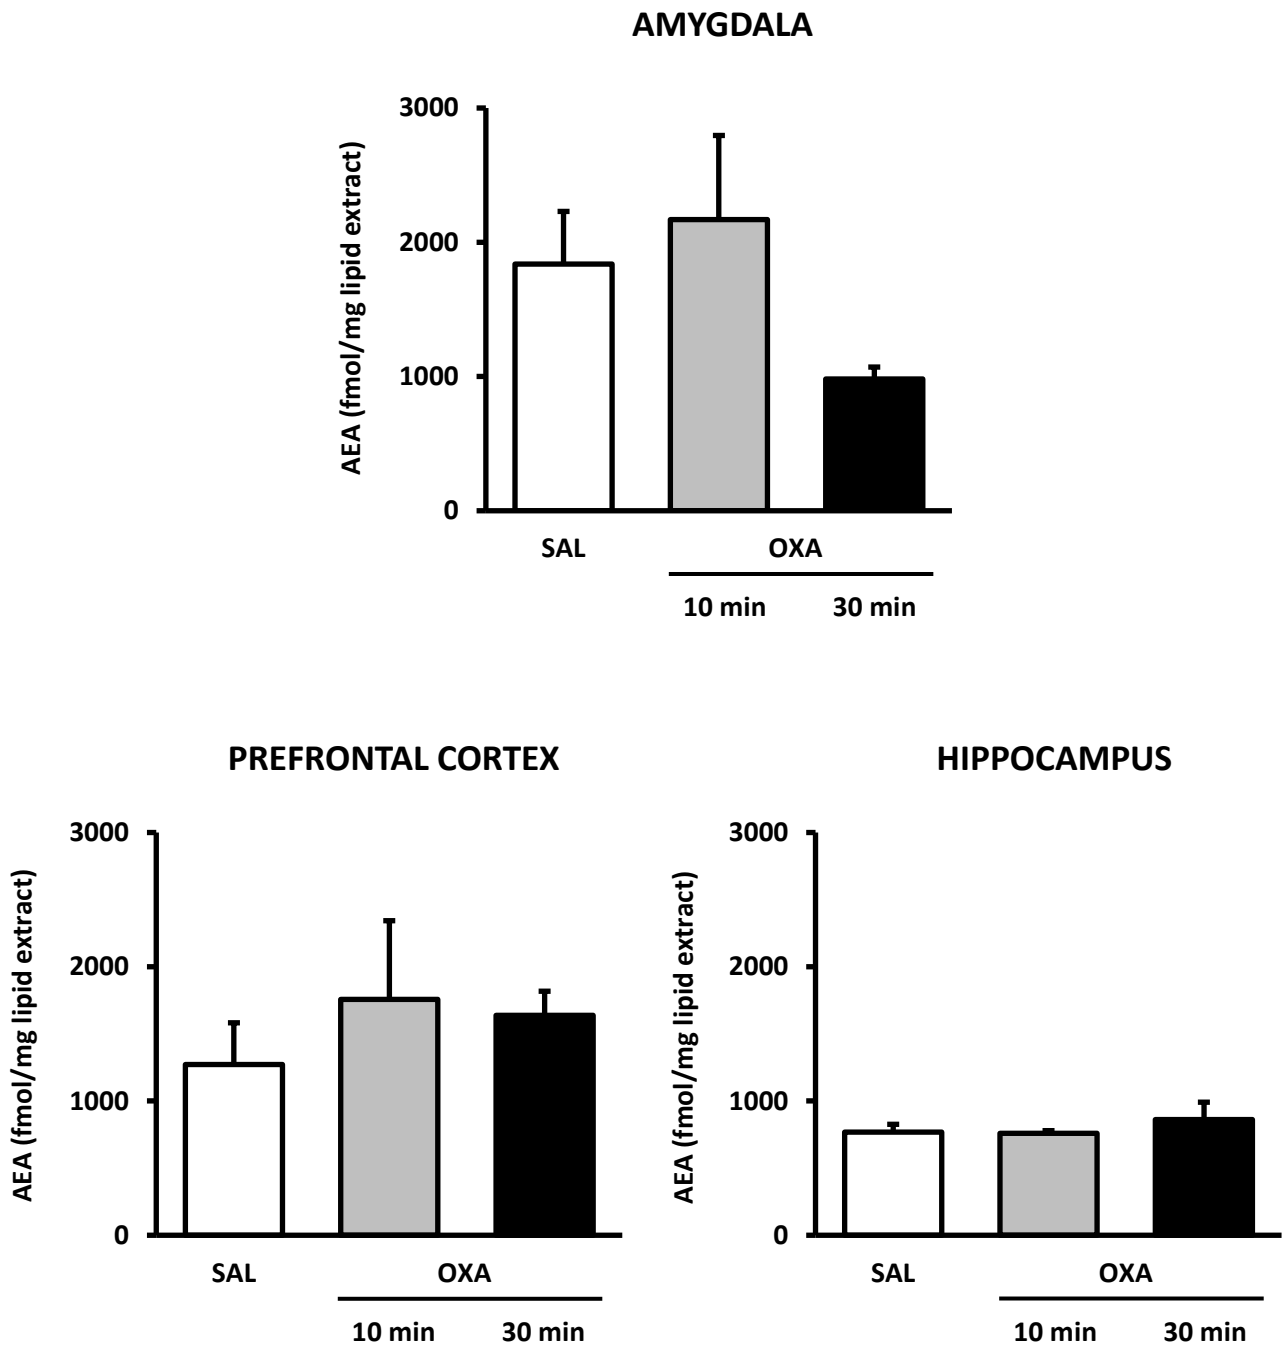 AMYGDALA
AEA (fmol/mg lipid extract)
3000
2000
1000
0
SAL OXA
10 min 30 min
PREFRONTAL CORTEX
AEA (fmol/mg lipid extract)
3000
2000
1000
0
SAL OXA
10 min 30 min
HIPPOCAMPUS
AEA (fmol/mg lipid extract)
3000
2000
1000
0
SAL OXA
10 min 30 min